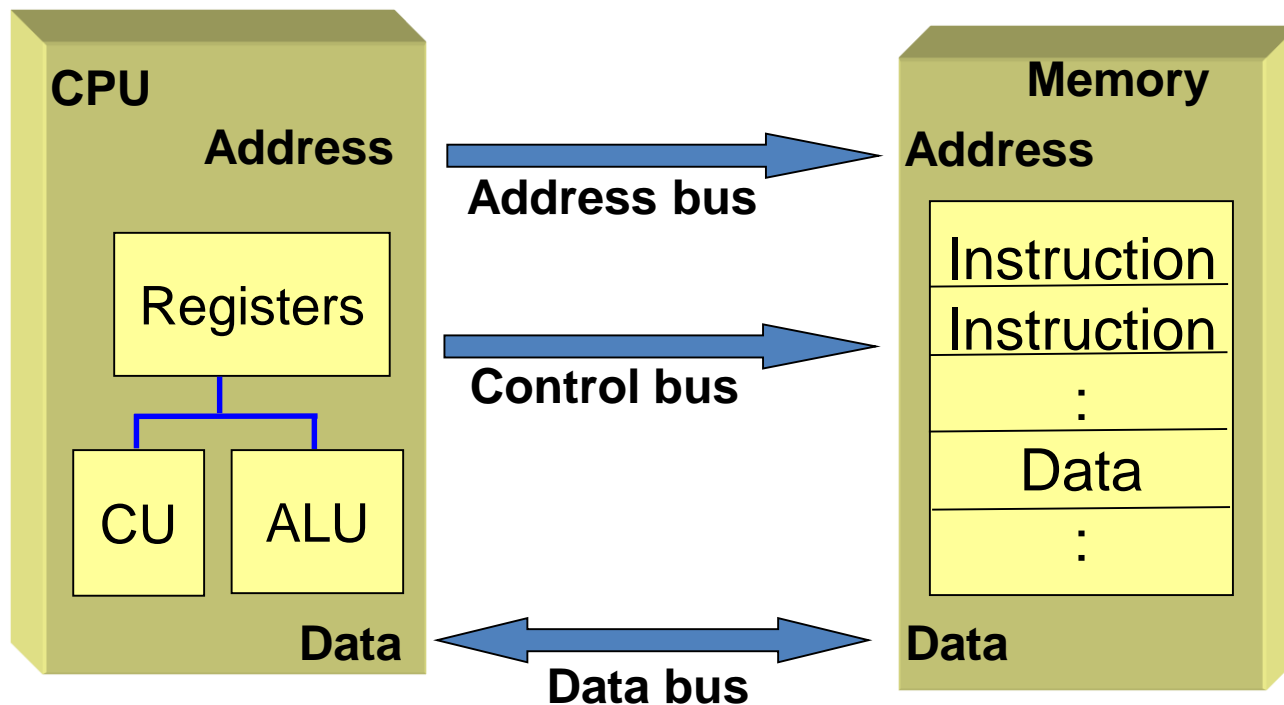 CPU
Address
Registers
CU
ALU
Data
Address bus
Control bus
Data bus
Memory
Address
Instruction
Instruction
:
Data
:
Data